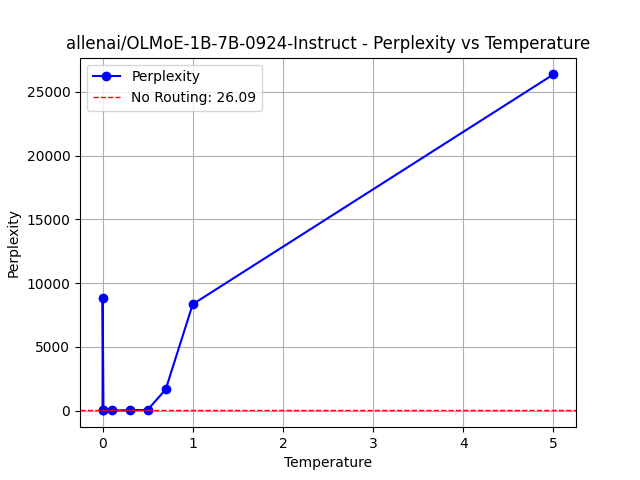 allenai/OLMoE-1B-7B-0924-Instruct - Perplexity vs Temperature
Perplexity
No Routing: 26.09
25000
20000
15000
10000
5000
0
Perplexity
0 1 2 3 4 5
Temperature